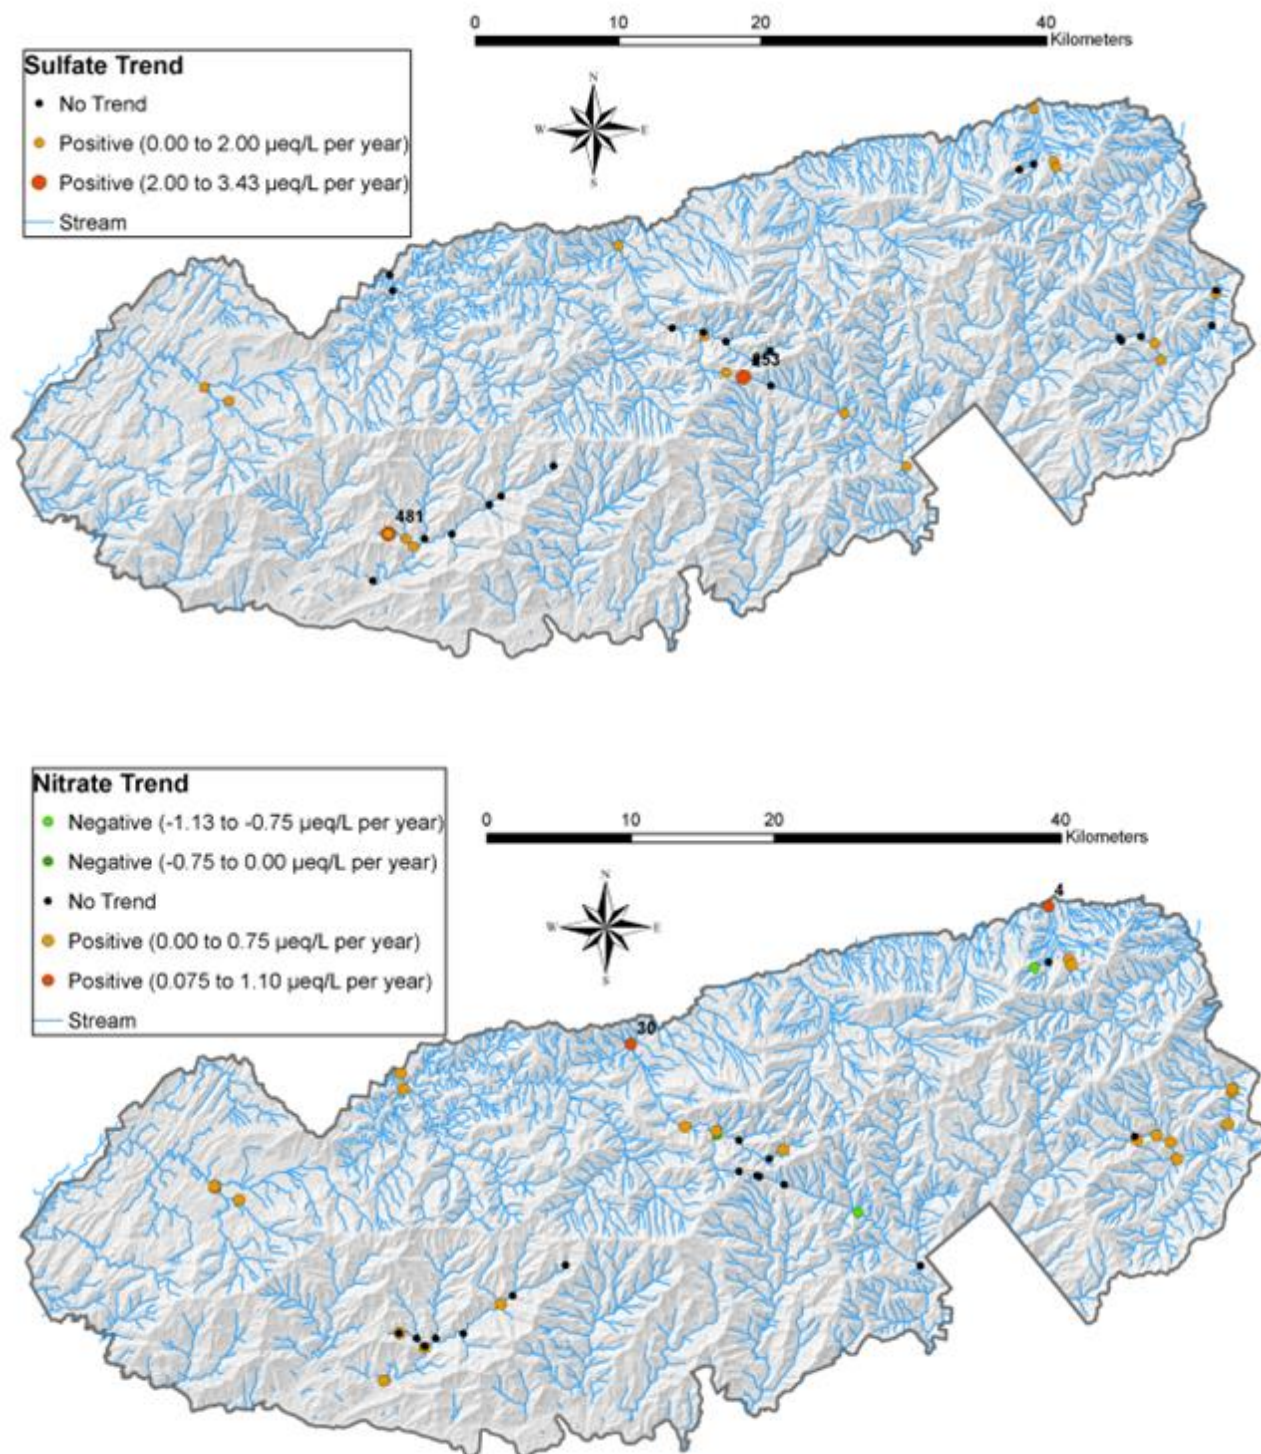 0 10 20 40
Kilometers
Sulfate Trend
No Trend
Positive (0.00 to 2.00 µeq/L per year)
Positive (2.00 to 3.43 µeq/L per year)
Stream
N
W E
S
481
Nitrate Trend
Negative (-1.13 to -0.75 µeq/L per year)
Negative (-0.75 to 0.00 µeq/L per year)
No Trend
Positive (0.00 to 0.75 µeq/L per year)
Positive (0.075 to 1.10 µeq/L per year)
Stream
0 10 20 40
Kilometers
N
W E
S
4
30